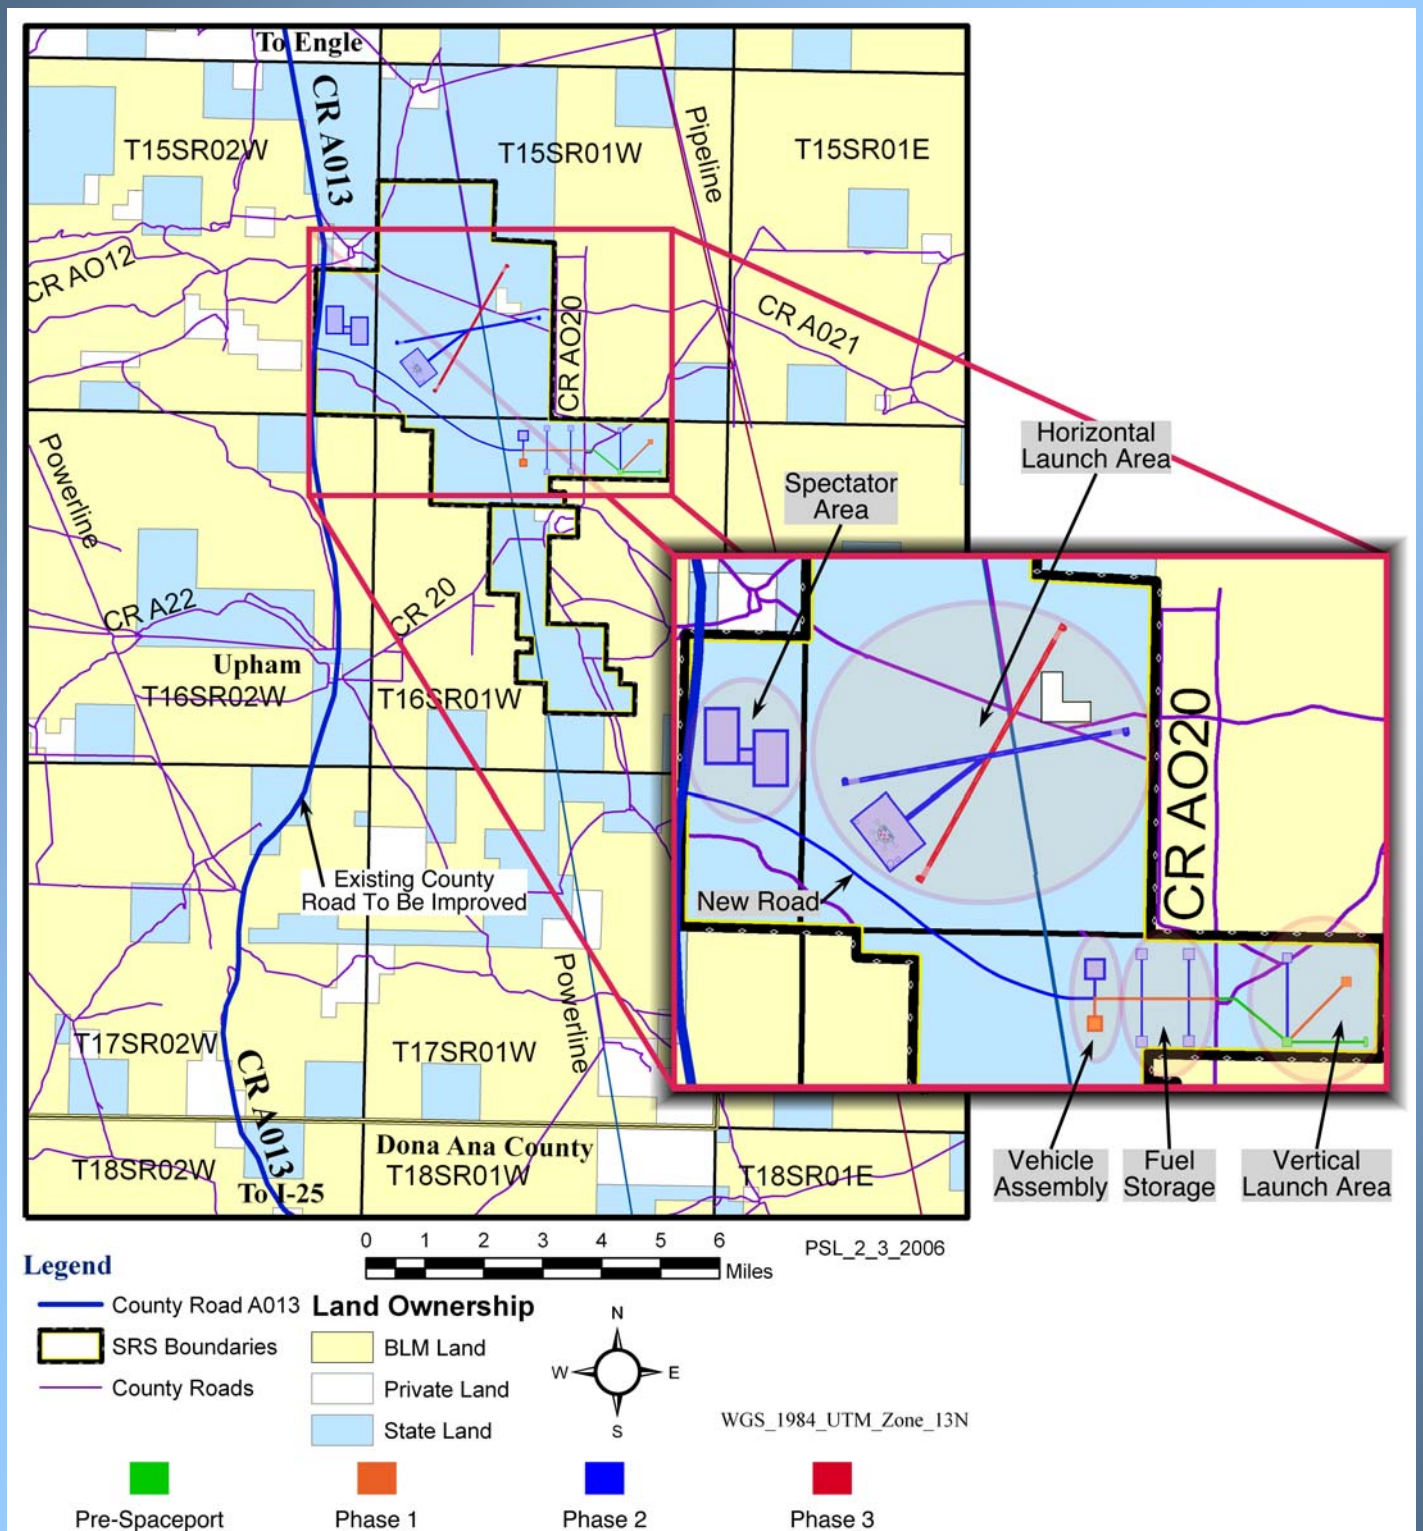 To Engle
CR A013
T15SR02W
T15SR01W
Pipeline
T15SR01E
CR AO12
CR AO20
CR A021
Powerline
Horizontal
Launch Area
Spectator
Area
CR A22
CR 20
Upham
T16SR02W
T16SR01W
CR AO20
Existing County
Road To Be Improved
New Road
Powerline
T17SR02W
T17SR01W
CR A013
Dona Ana County
T18SR02W
T18SR01W
T18SR01E
To I-25
Vehicle
Assembly
Fuel
Storage
Vertical
Launch Area
0 1 2 3 4 5 6
Miles
PSL_2_3_2006
Legend
County Road A013
SRS Boundaries
County Roads
Land Ownership
BLM Land
Private Land
State Land
N
W E
S
WGS_1984_UTM_Zone_13N
Pre-Spaceport
Phase 1
Phase 2
Phase 3